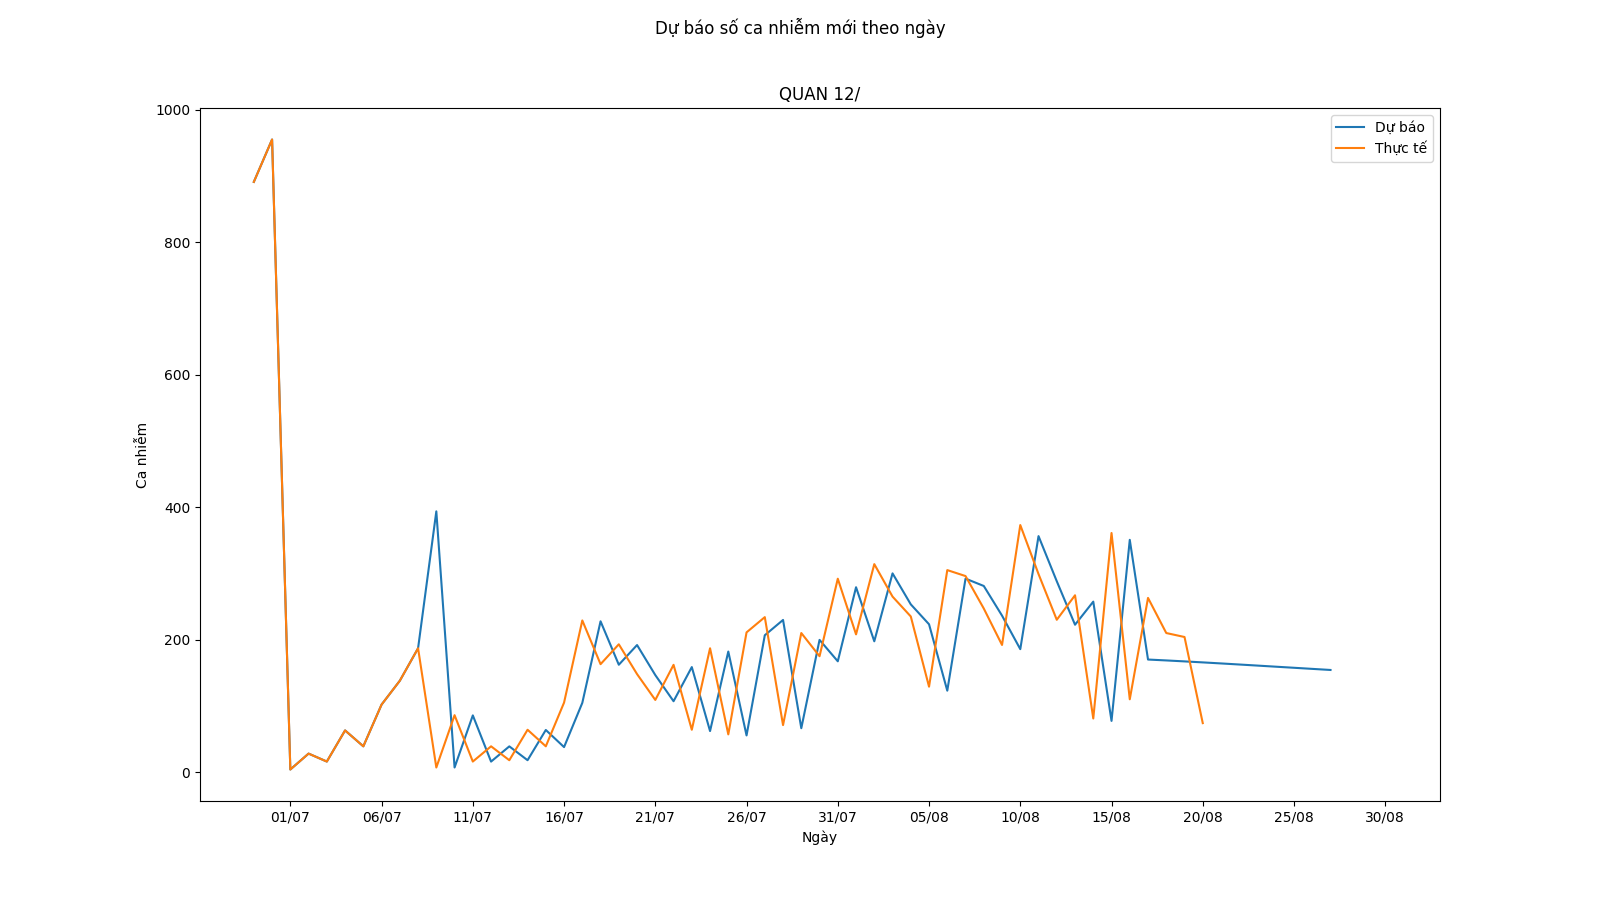 Dự báo số ca nhiễm mới theo ngày
QUAN 12/
1000
800
600
400
200
0
Ca nhiễm
Dự báo
Thực tế
01/07 06/07 11/07 16/07 21/07 26/07 31/07 05/08 10/08 15/08 20/08 25/08 30/08
Ngày